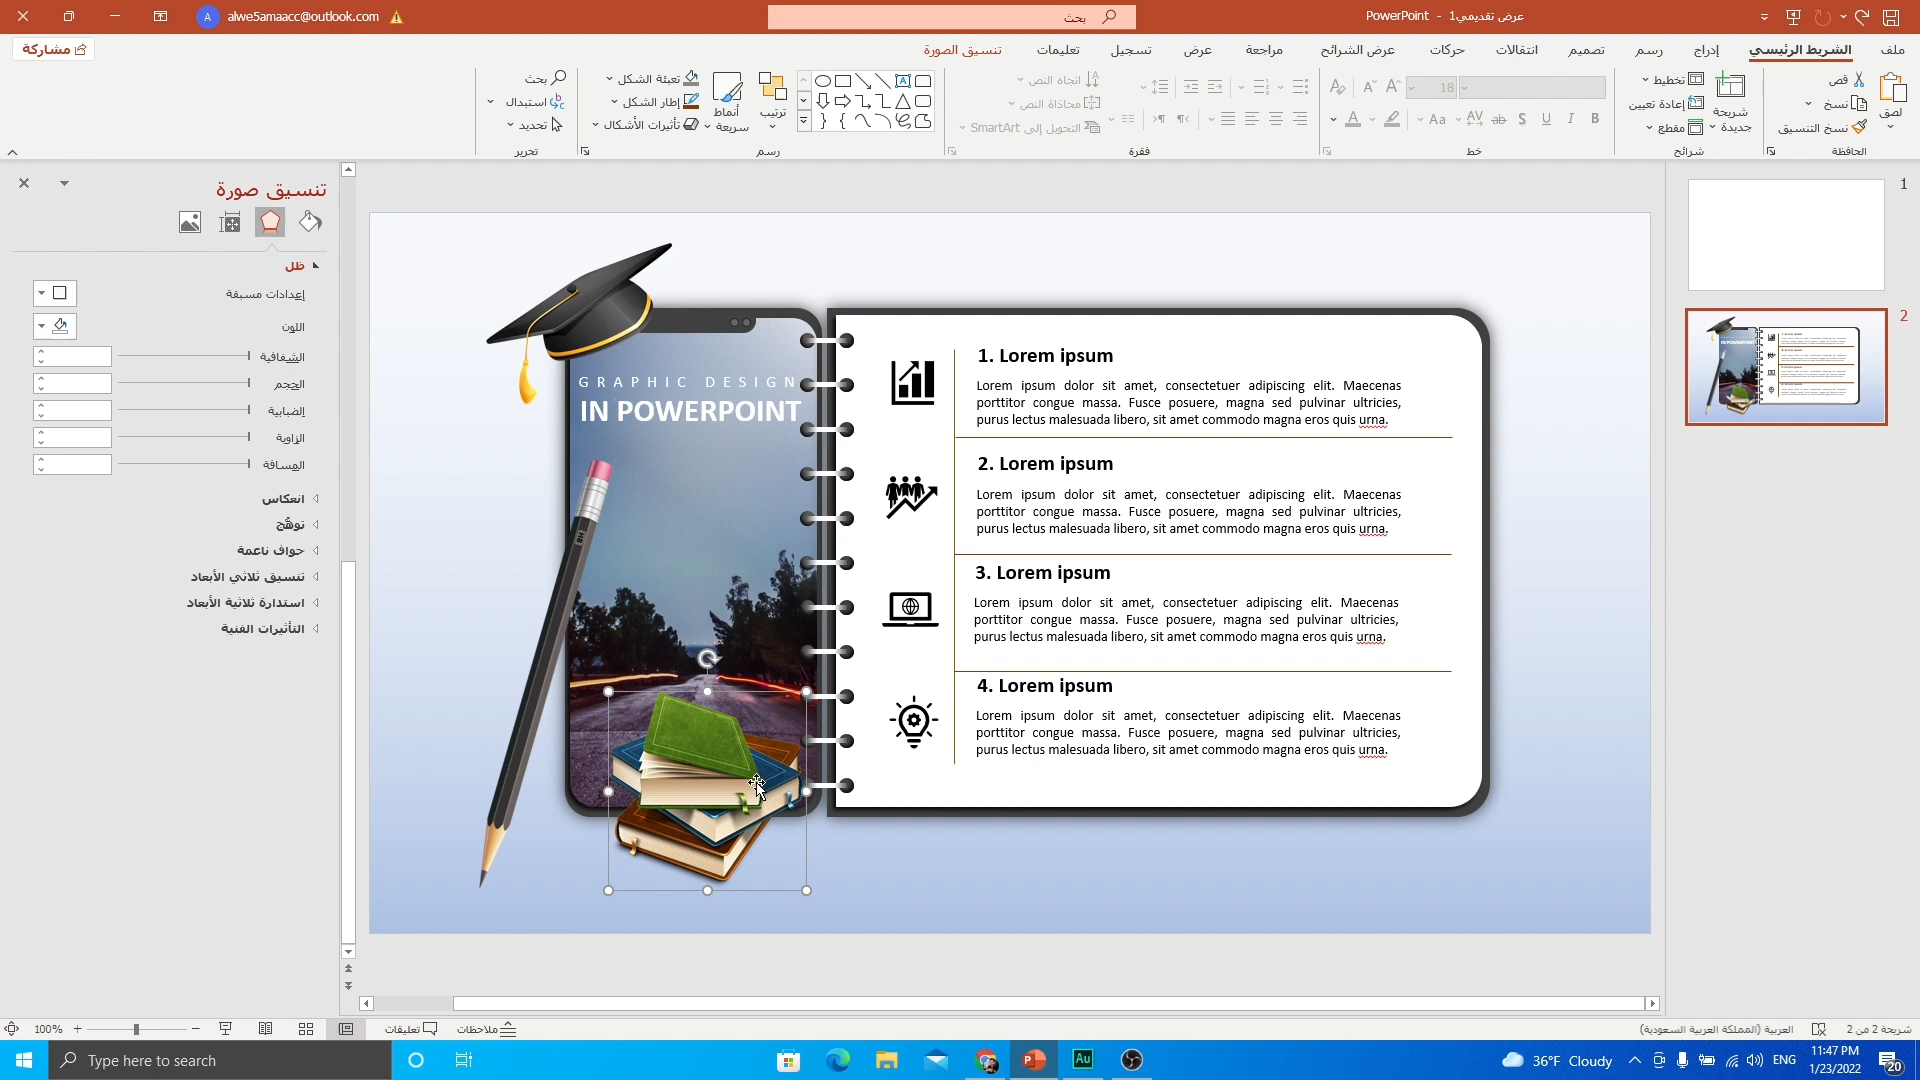 alwe5amaacc@outlook.com
بحث
عرض تقديمي1 - PowerPoint
ملف
الشريط الرئيسي
إدراج
رسم
تصميم
انتقالات
حركات
عرض الشرائح
مراجعة
عرض
تسجيل
تعليمات
تنسيق الصورة
مشاركة
لصق
قص
نسخ
نسخ التنسيق
الحافظة
شريحة
جديدة
تخطيط
إعادة تعيين
مقطع
شرائح
18
خط
اتجاه النص
محاذاة النص
التحويل إلى SmartArt
فقرة
ترتيب
أنماط
سريعة
تعبئة الشكل
إطار الشكل
تأثيرات الأشكال
رسم
بحث
استبدال
تحديد
تحرير
تنسيق صورة
ظل
إعدادات مسبقة
اللون
الشفافية
الحجم
الضبابية
الزاوية
المسافة
انعكاس
توهُّج
حواف ناعمة
تنسيق ثلاثي الأبعاد
استدارة ثلاثية الأبعاد
التأثيرات الفنية
GRAPHIC DESIGN
IN POWERPOINT
HB
1. Lorem ipsum
Lorem ipsum dolor sit amet, consectetuer adipiscing elit. Maecenas
porttitor congue massa. Fusce posuere, magna sed pulvinar ultricies,
purus lectus malesuada libero, sit amet commodo magna eros quis urna.
2. Lorem ipsum
Lorem ipsum dolor sit amet, consectetuer adipiscing elit. Maecenas
porttitor congue massa. Fusce posuere, magna sed pulvinar ultricies,
purus lectus malesuada libero, sit amet commodo magna eros quis urna.
3. Lorem ipsum
Lorem ipsum dolor sit amet, consectetuer adipiscing elit. Maecenas
porttitor congue massa. Fusce posuere, magna sed pulvinar ultricies,
purus lectus malesuada libero, sit amet commodo magna eros quis urna.
4. Lorem ipsum
Lorem ipsum dolor sit amet, consectetuer adipiscing elit. Maecenas
porttitor congue massa. Fusce posuere, magna sed pulvinar ultricies,
purus lectus malesuada libero, sit amet commodo magna eros quis urna.
1
2
شريحة 2 من 2
العربية (المملكة العربية السعودية)
ملاحظات
تعليقات
100%
Type here to search
36°F Cloudy
ENG
11:47 PM
1/23/2022
20